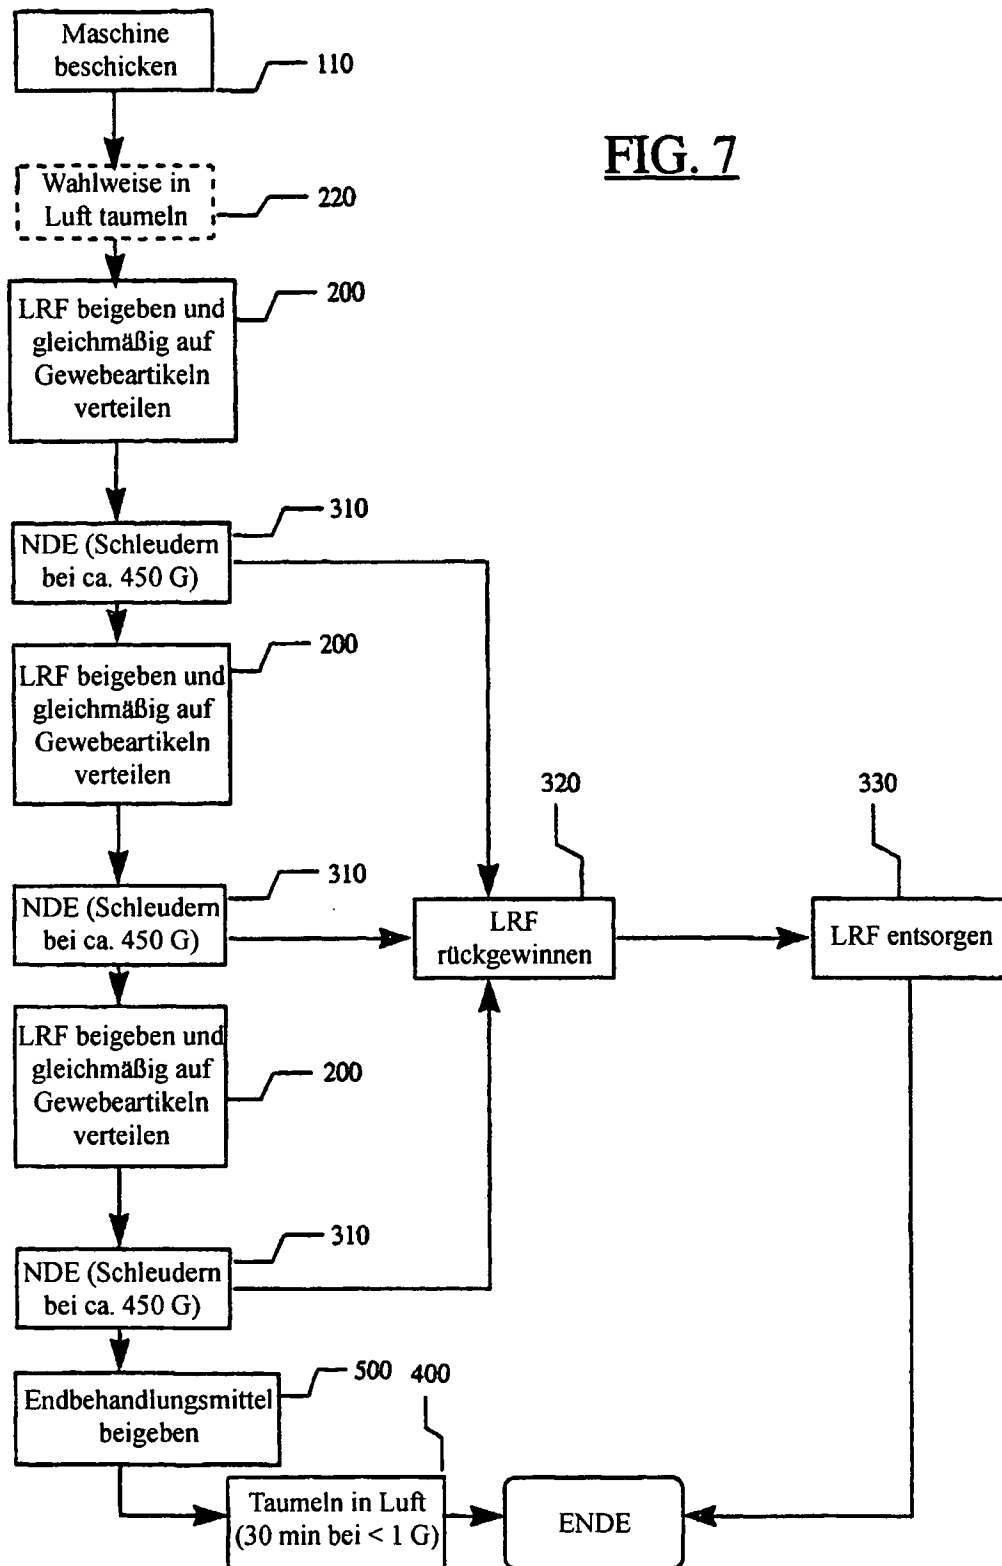 Maschine
beschicken
110
FIG. 7
Wahlweise in
Luft taumeln
220
LRF beigeben und
gleichmäßig auf
Gewebeartikeln
verteilen
200
NDE (Schleudern
bei ca. 450 G)
310
LRF beigeben und
gleichmäßig auf
Gewebeartikeln
verteilen
200
NDE (Schleudern
bei ca. 450 G)
310
LRF
rückgewinnen
320
LRF entsorgen
330
LRF beigeben und
gleichmäßig auf
Gewebeartikeln
verteilen
200
NDE (Schleudern
bei ca. 450 G)
310
Endbehandlungsmittel
beigeben
500
Taumeln in Luft
(30 min bei < 1 G)
400
ENDE